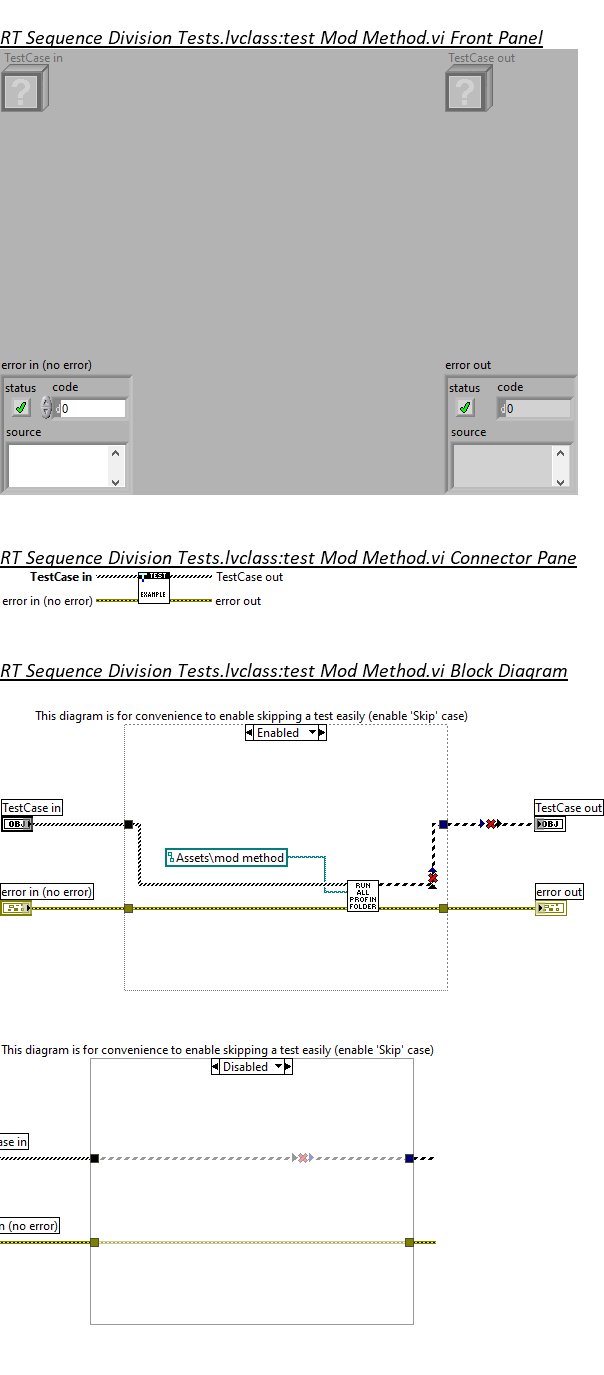 RT Sequence Division Tests.lvclass:test Mod Method.vi Front Panel
TestCase in
TestCase out
?
?
error in (no error)
error out
status code
status code
d0
d0
source
source
RT Sequence Division Tests.lvclass:test Mod Method.vi Connector Pane
TestCase in
TEST
TestCase out
error in (no error)
EXAMPLE
error out
RT Sequence Division Tests.lvclass:test Mod Method.vi Block Diagram
This diagram is for convenience to enable skipping a test easily (enable 'Skip' case)
Enabled
TestCase in
TestCase out
OBJ
OBJ
Assets\mod method
error in (no error)
RUN
ALL
PROF IN
FOLDER
error out
This diagram is for convenience to enable skipping a test easily (enable 'Skip' case)
Disabled
ase in
n (no error)